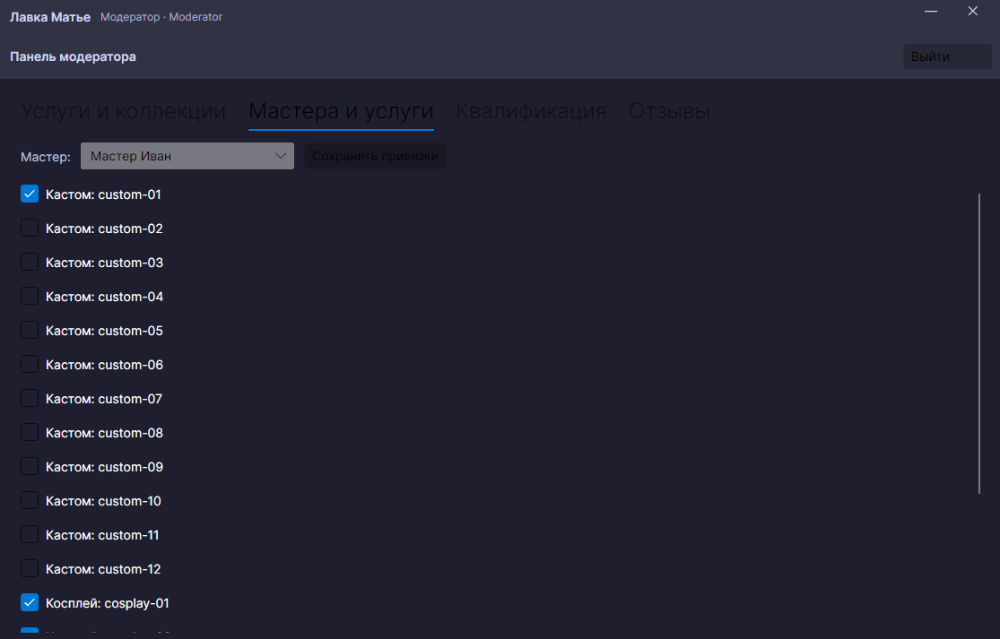 Лавка Матье Модератор · Moderator
Панель модератора Выйти
Услуги и коллекции Мастера и услуги Квалификация Отзывы
Мастер: Мастер Иван Сохранить привязки
Кастом: custom-01
Кастом: custom-02
Кастом: custom-03
Кастом: custom-04
Кастом: custom-05
Кастом: custom-06
Кастом: custom-07
Кастом: custom-08
Кастом: custom-09
Кастом: custom-10
Кастом: custom-11
Кастом: custom-12
Косплей: cosplay-01